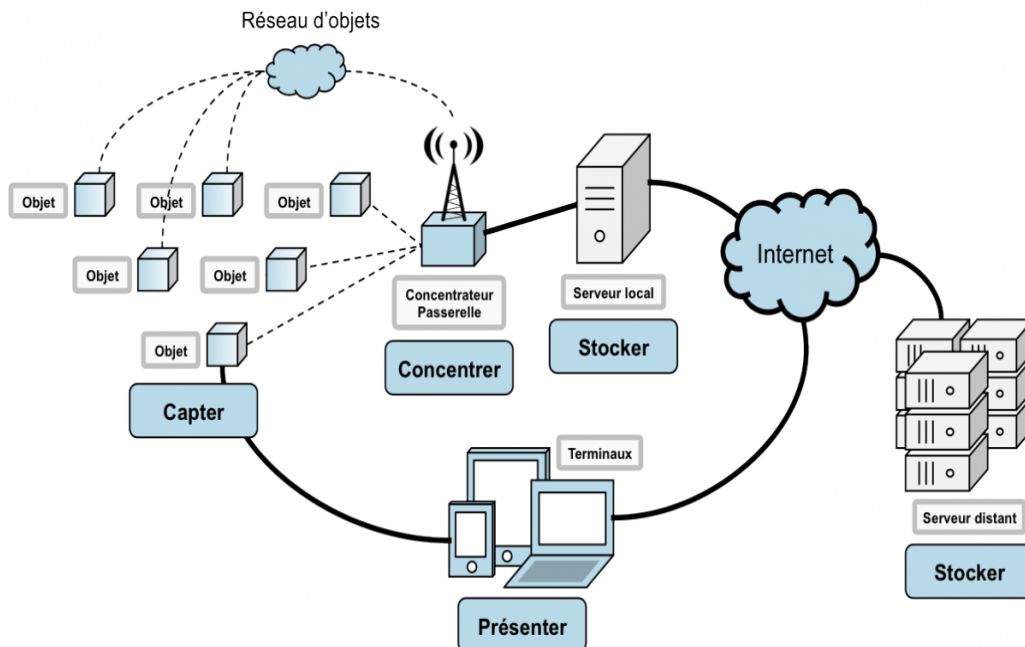 Réseau d'objets
Objet
Objet
Objet
Objet
Objet
Objet
Concentrateur
Passerelle
Concentrer
Serveur local
Stocker
Internet
Capter
Terminaux
Présenter
Serveur distant
Stocker